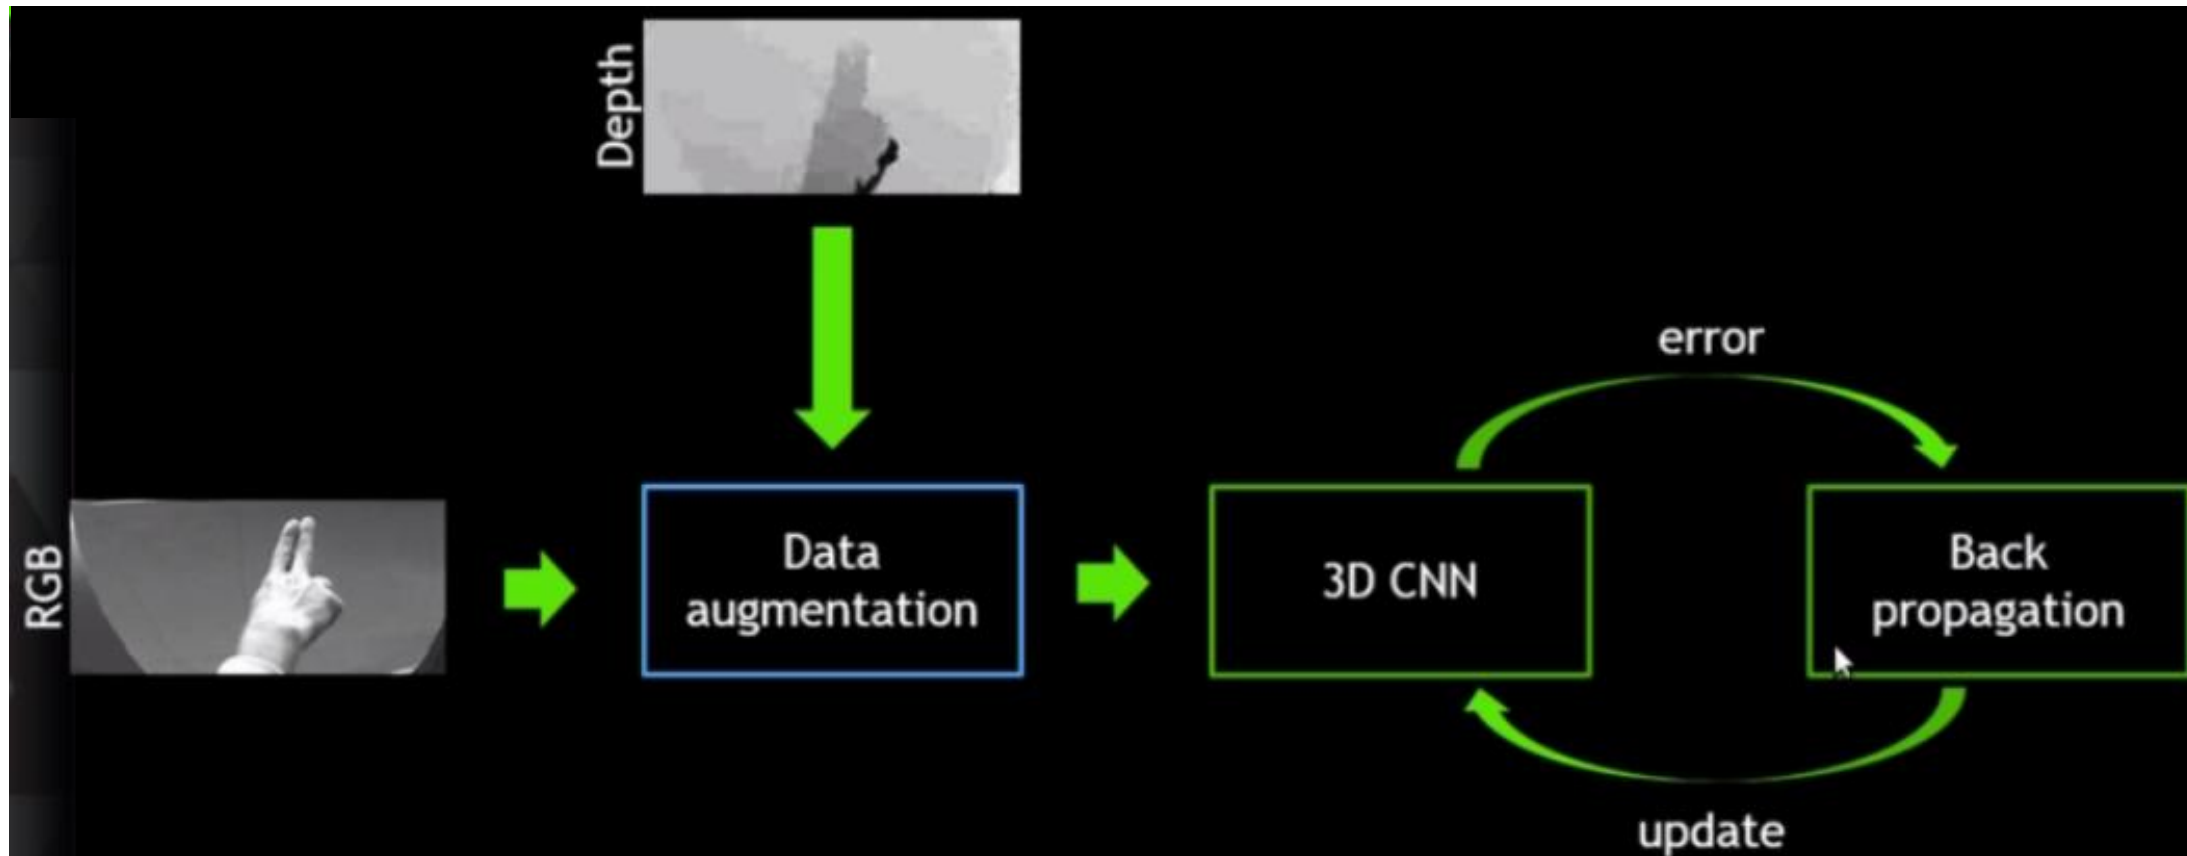 Depth
error
RGB
Data
augmentation
3D CNN
Back
propagation
update